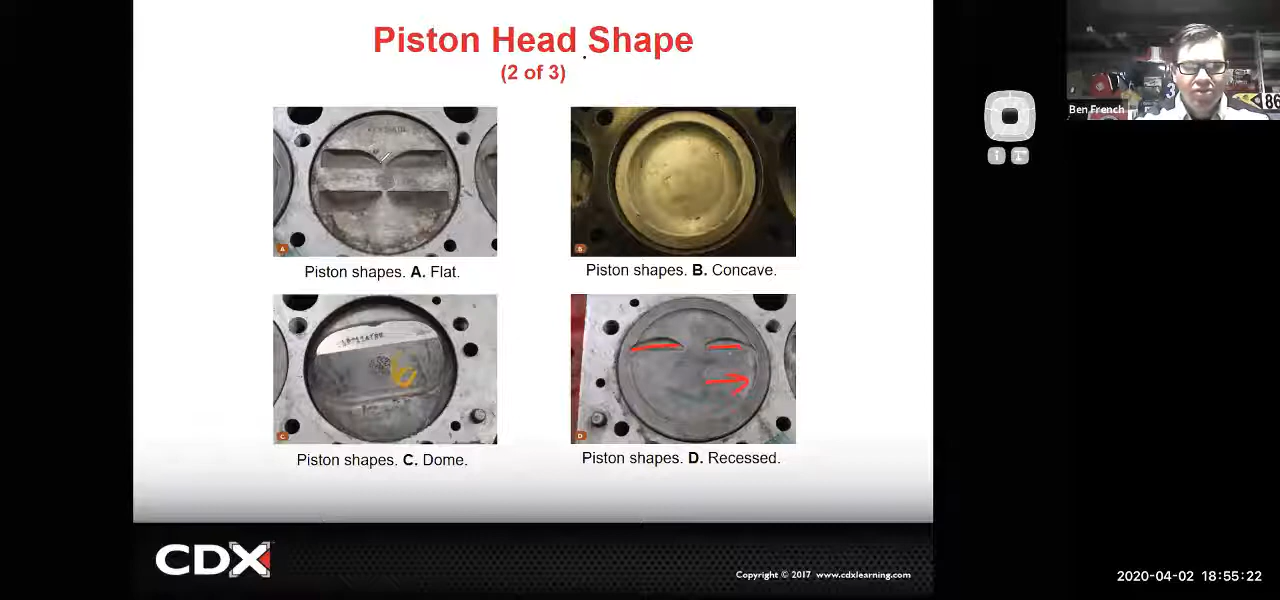 Piston Head Shape
(2 of 3)
A
B
Piston shapes. A. Flat.
Piston shapes. B. Concave.
C
D
Piston shapes. C. Dome.
Piston shapes. D. Recessed.
CDX
Copyright © 2017 www.cdxlearning.com
Ben French
86
2020-04-02 18:55:22